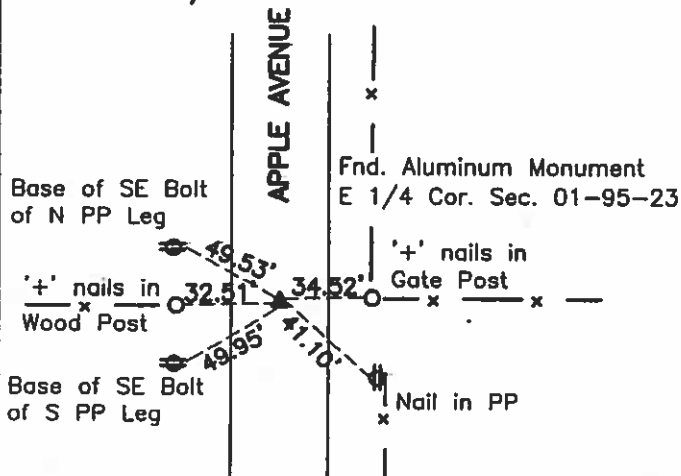 APPLE AVENUE
Fnd. Aluminum Monument
E 1/4 Cor. Sec. 01-95-23
Base of SE Bolt
of N PP Leg
49.53'
'+' nails in
Gate Post
'+' nails in
Wood Post
32.51'
34.52'
49.95'
41.10'
Base of SE Bolt
of S PP Leg
Nail in PP